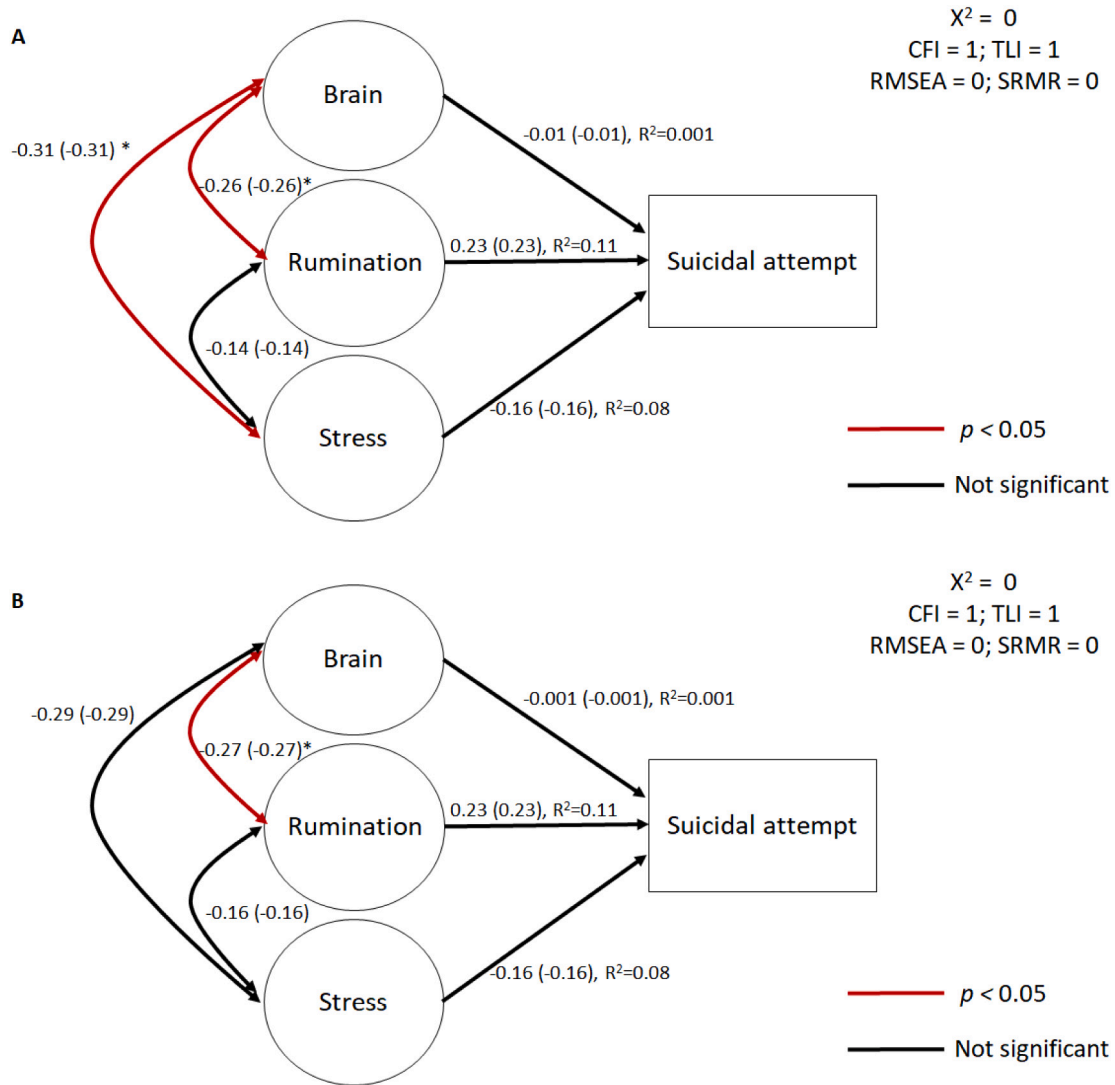 A
X² = 0
CFI = 1; TLI = 1
RMSEA = 0; SRMR = 0
Brain
-0.31 (-0.31) *
-0.01 (-0.01), R²=0.001
-0.26 (-0.26)*
Rumination
0.23 (0.23), R²=0.11
Suicidal attempt
-0.14 (-0.14)
-0.16 (-0.16), R²=0.08
Stress
p < 0.05
Not significant
B
X² = 0
CFI = 1; TLI = 1
RMSEA = 0; SRMR = 0
Brain
-0.29 (-0.29)
-0.001 (-0.001), R²=0.001
-0.27 (-0.27)*
Rumination
0.23 (0.23), R²=0.11
Suicidal attempt
-0.16 (-0.16)
-0.16 (-0.16), R²=0.08
Stress
p < 0.05
Not significant